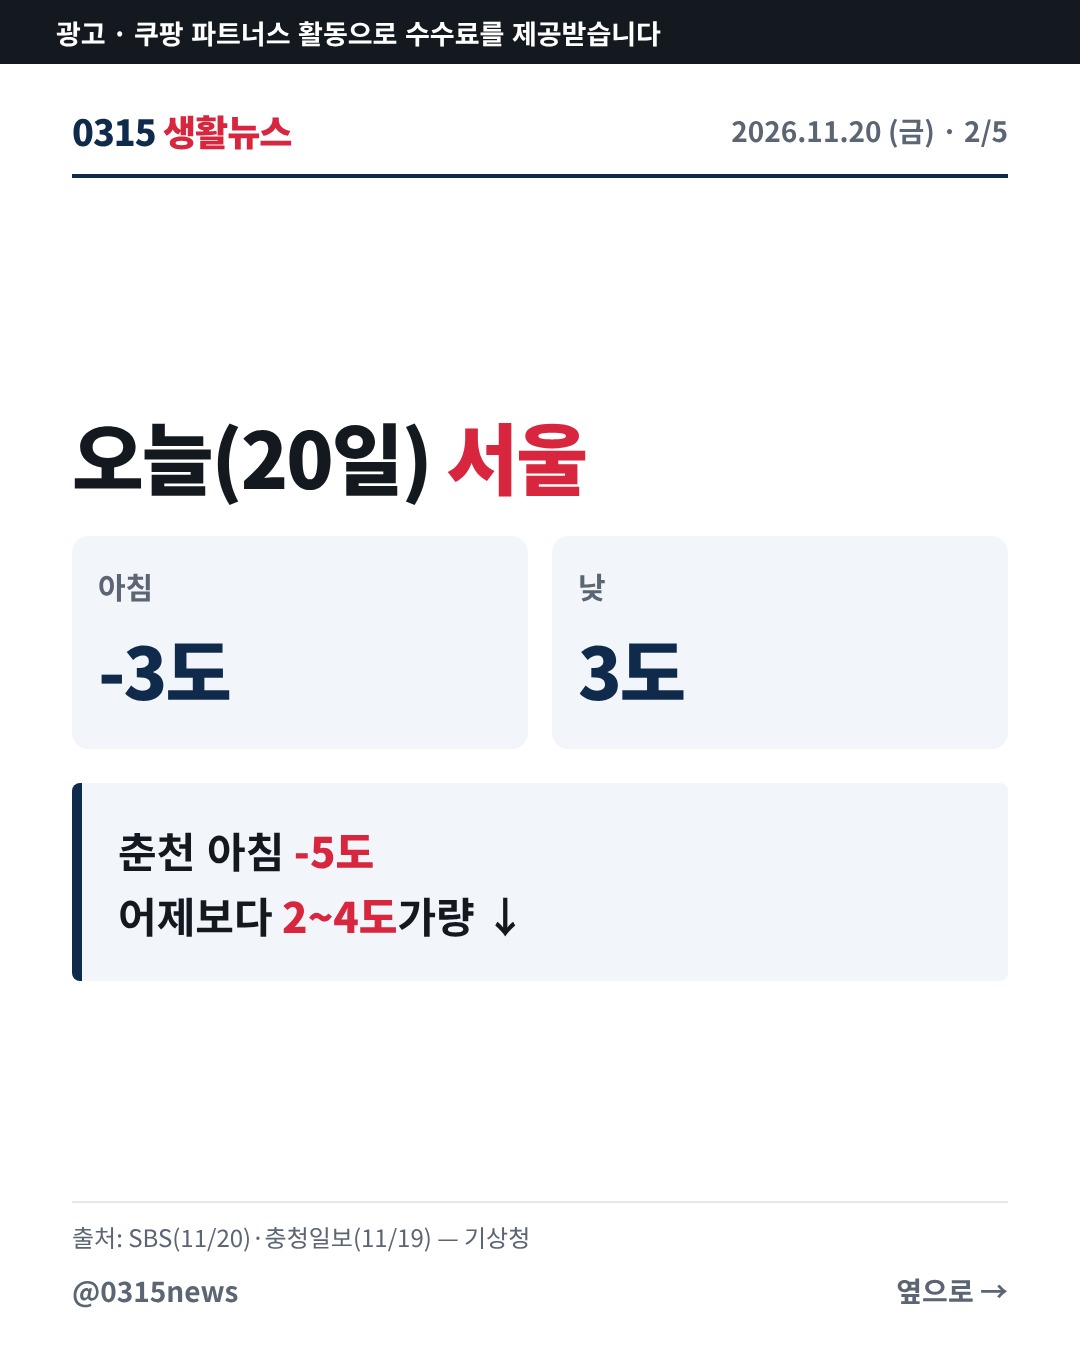 광고 · 쿠팡 파트너스 활동으로 수수료를 제공받습니다
0315 생활뉴스
2026.11.20 (금) · 2/5
오늘(20일) 서울
아침
-3도
낮
3도
춘천 아침 -5도
어제보다 2~4도가량 ↓
출처: SBS(11/20)·충청일보(11/19) — 기상청
@0315news
옆으로 →